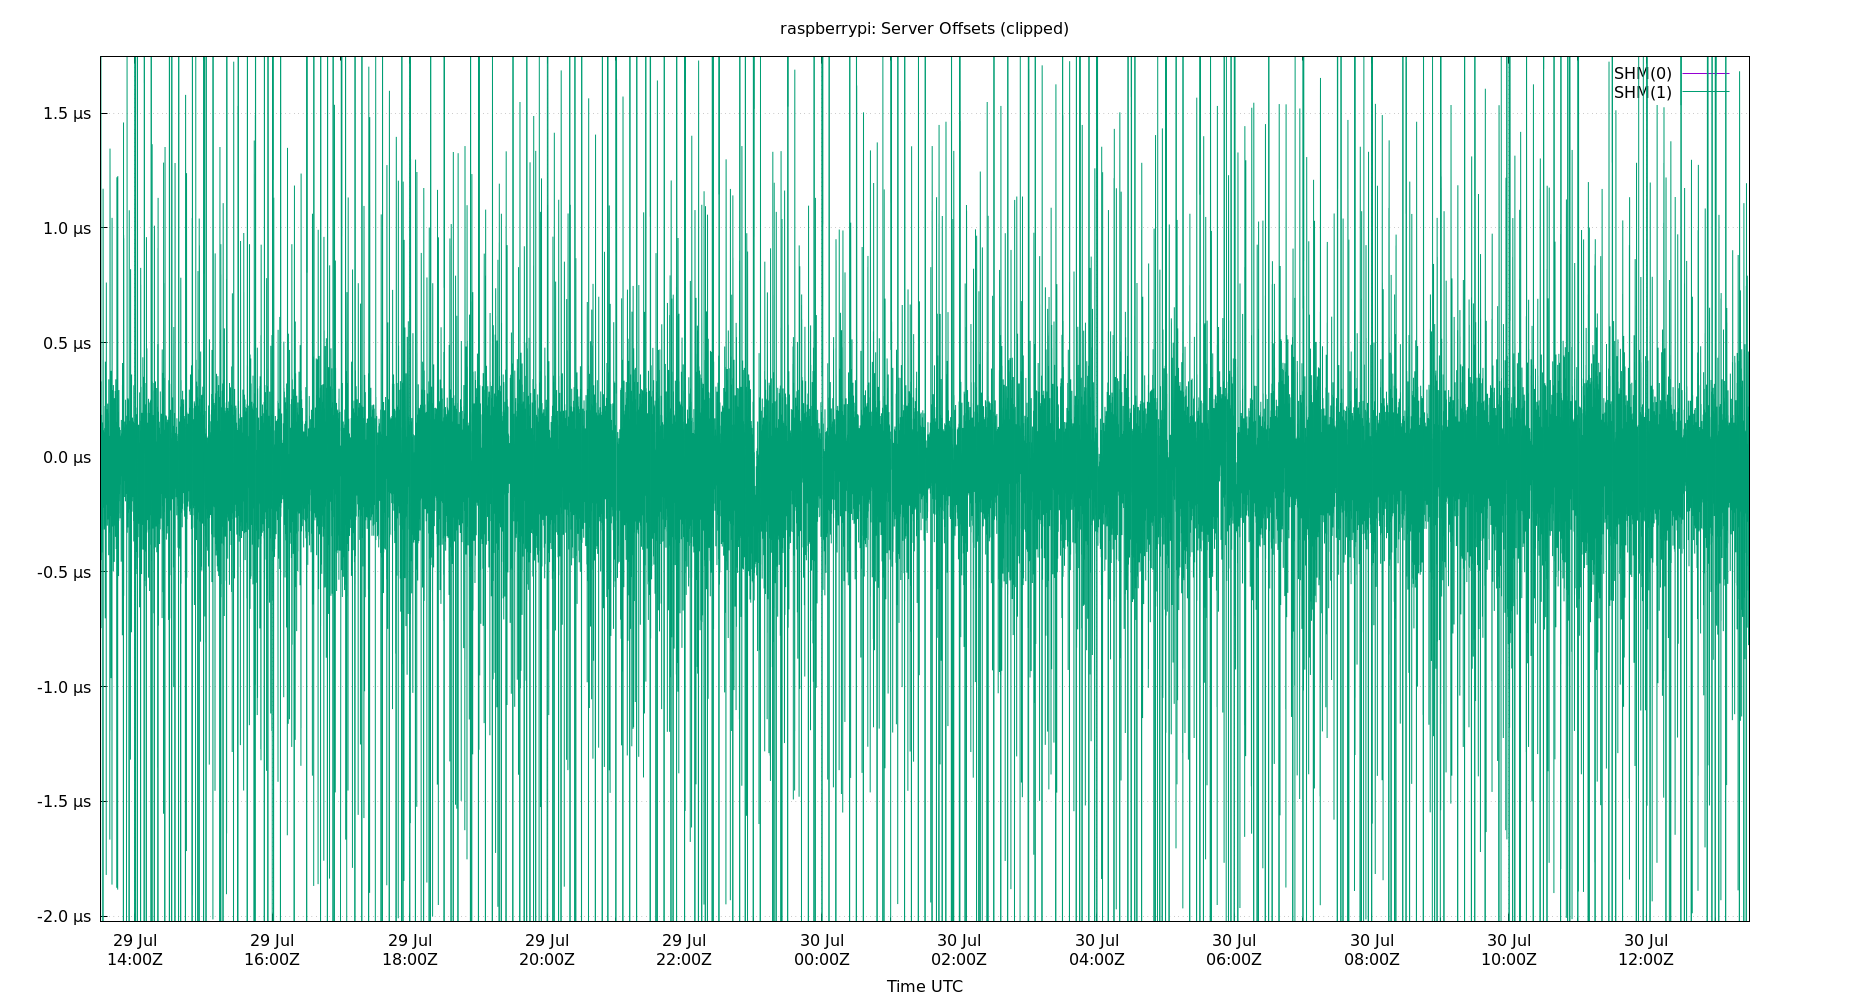 raspberrypi: Server Offsets (clipped)
SHM(0)
SHM(1)
1.5 µs
1.0 µs
0.5 µs
0.0 µs
-0.5 µs
-1.0 µs
-1.5 µs
-2.0 µs
29 Jul 29 Jul 29 Jul 29 Jul 29 Jul 30 Jul 30 Jul 30 Jul 30 Jul 30 Jul 30 Jul 30 Jul
14:00Z 16:00Z 18:00Z 20:00Z 22:00Z 00:00Z 02:00Z 04:00Z 06:00Z 08:00Z 10:00Z 12:00Z
Time UTC